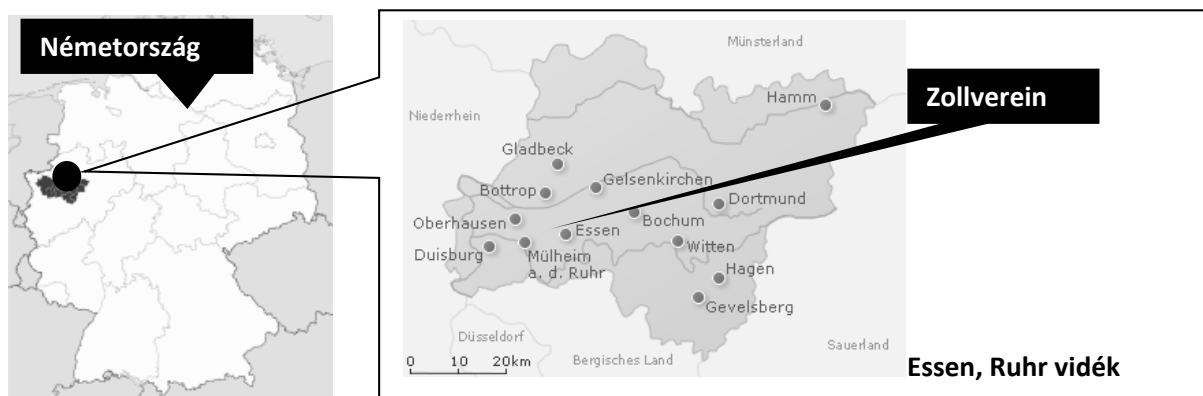 Németország
Münsterland
Zollverein
Hamm
Niederrhein
Gladbeck
Gelsenkirchen
Bottrop
Dortmund
Oberhausen
Bochum
Essen
Duisburg
Mülheim
a. d. Ruhr
Witten
Hagen
Gevelsberg
Düsseldorf
Bergisches Land
Sauerland
0 10 20km
Essen, Ruhr vidék